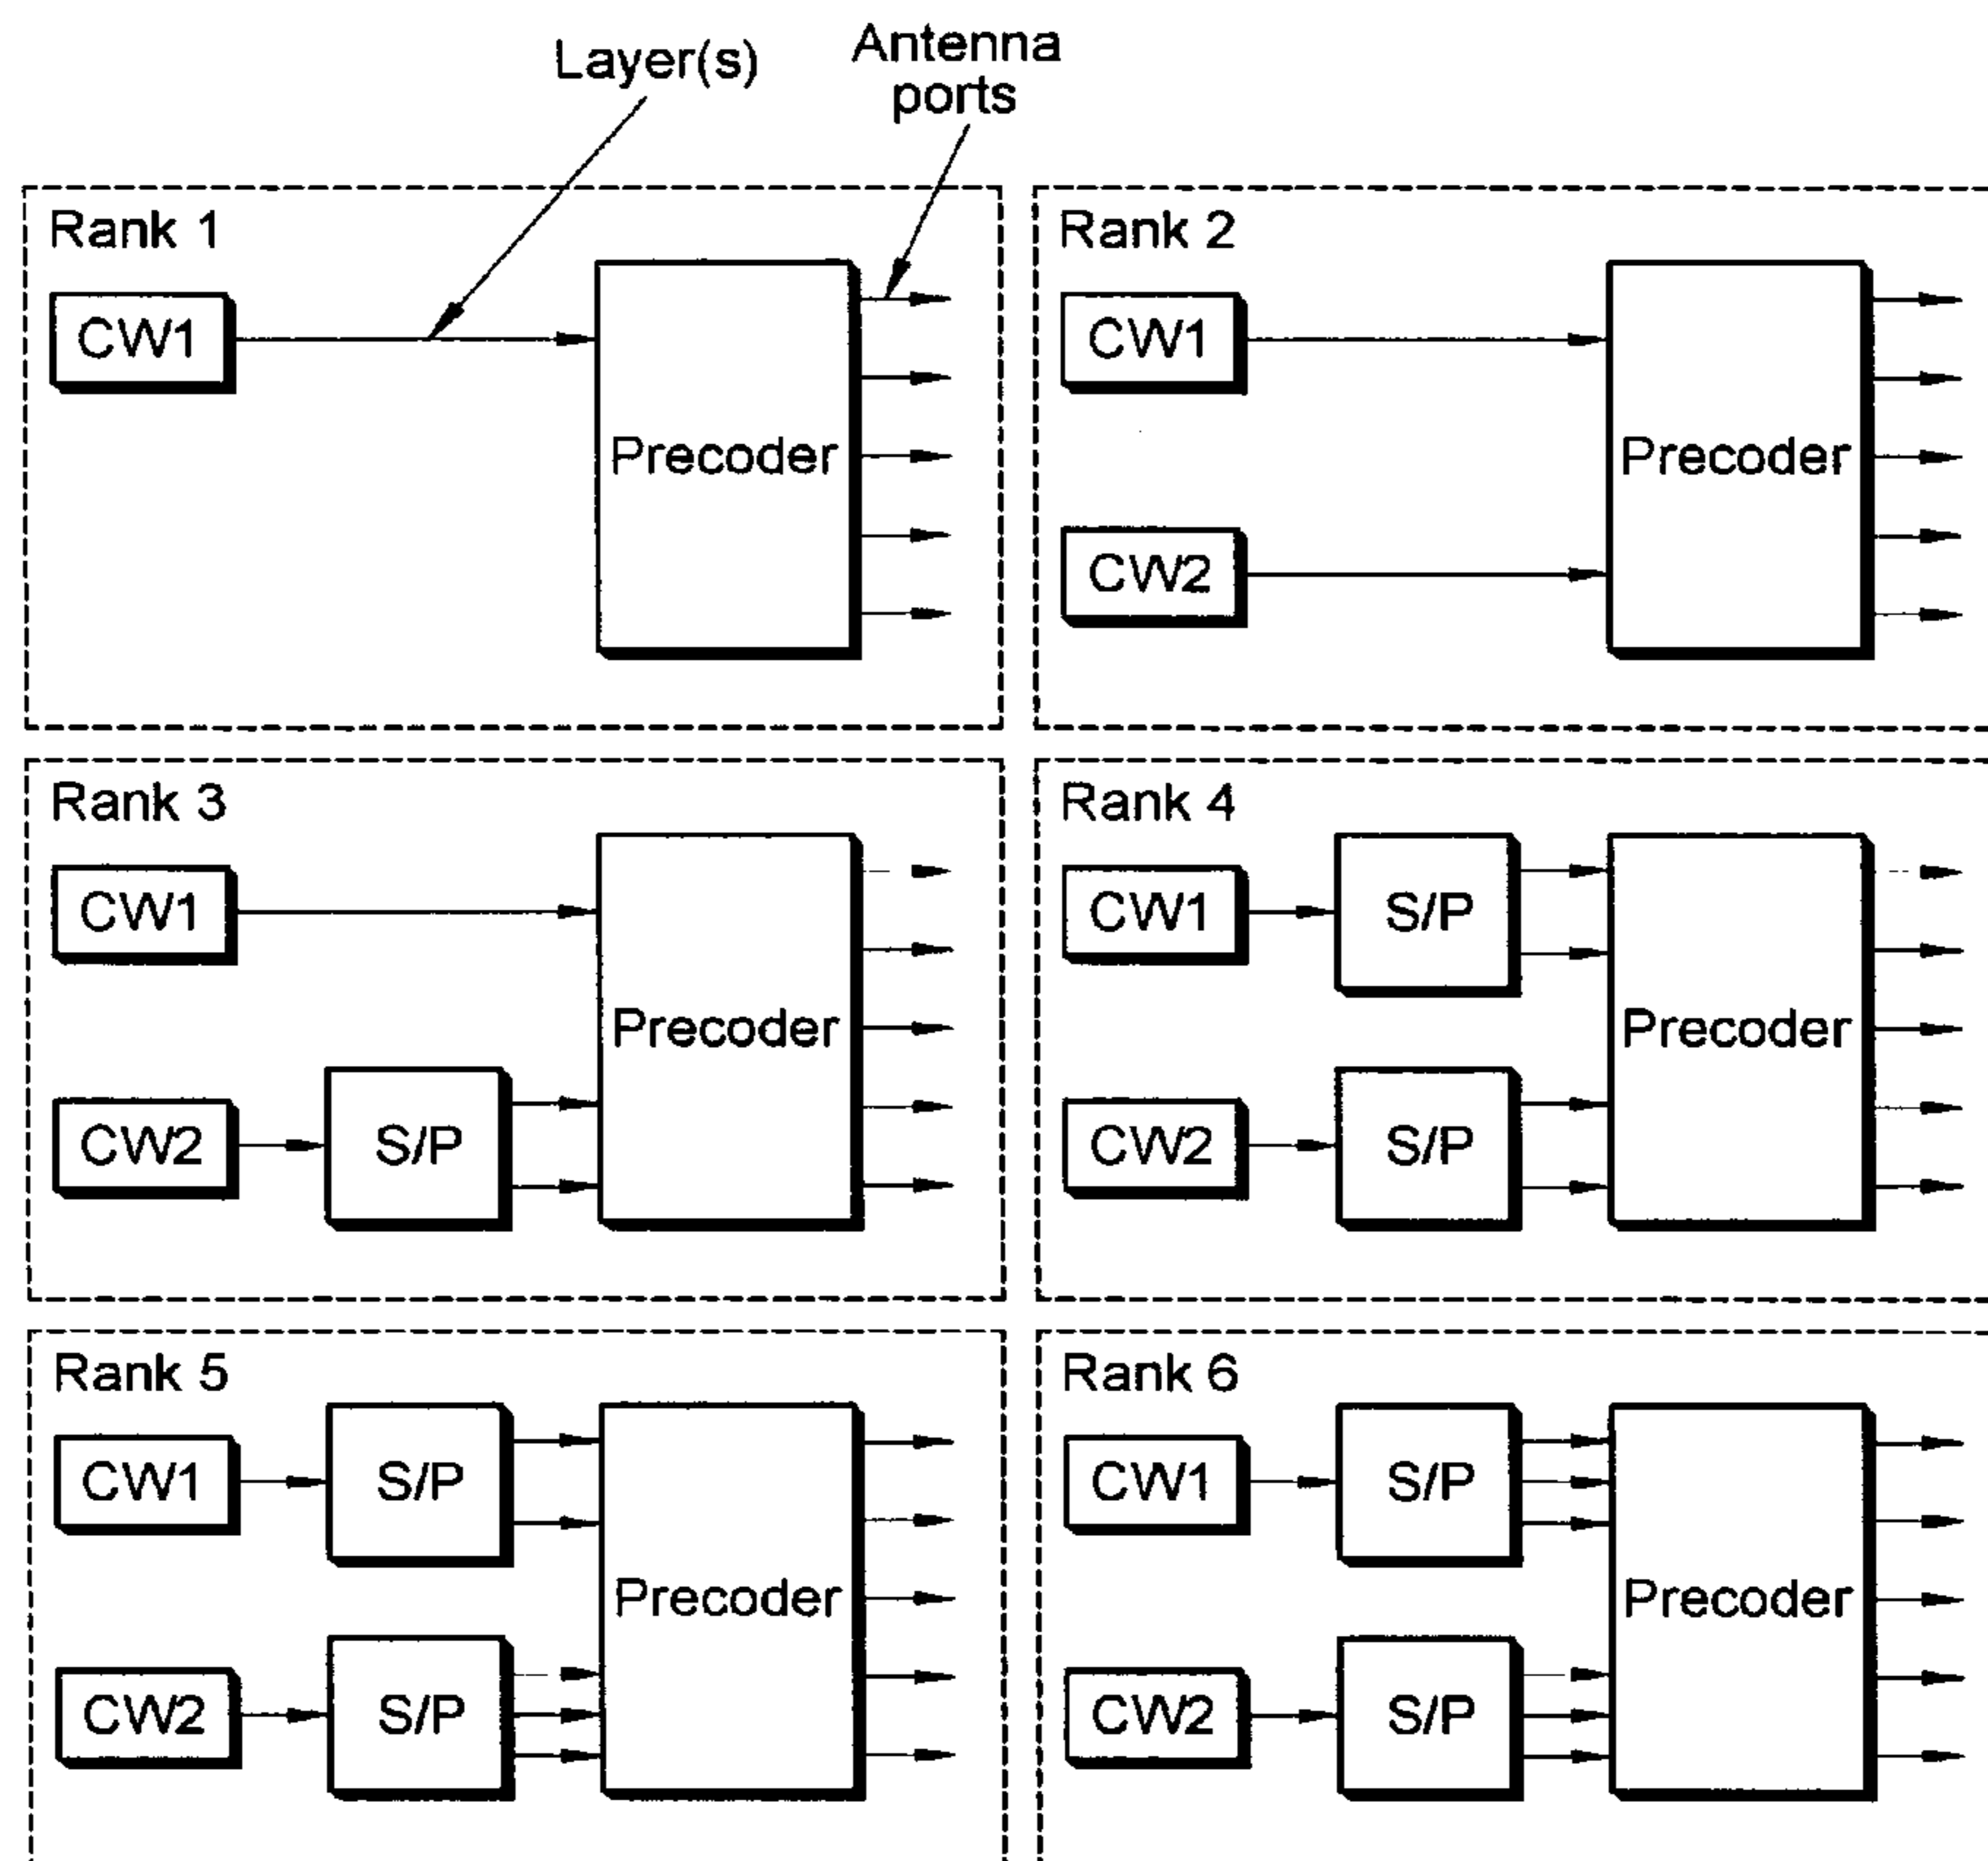 Layer(s)
Antenna
ports
Rank 1
CW1
Precoder
Rank 2
CW1
Precoder
CW2
Rank 3
CW1
Precoder
CW2
S/P
Rank 4
CW1
S/P
Precoder
CW2
S/P
Rank 5
CW1
S/P
Precoder
CW2
S/P
Rank 6
CW1
S/P
Precoder
CW2
S/P